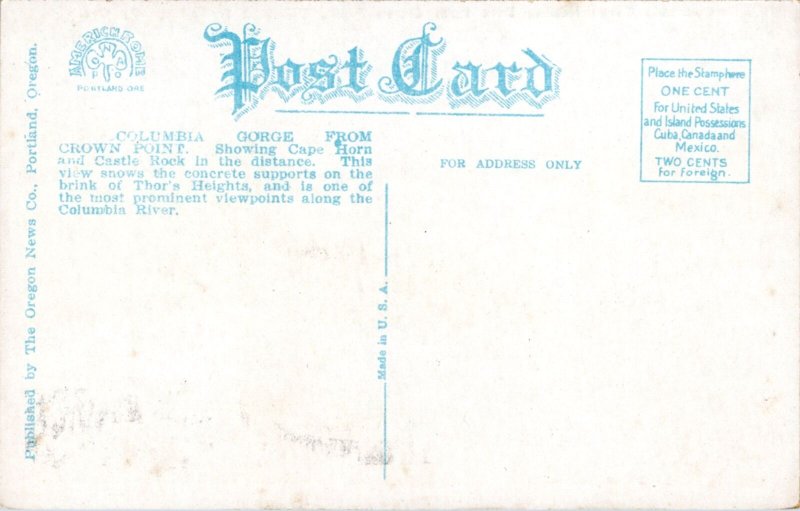 AMERICHROME
ONA
PORTLAND ORE
Post Card
Place the Stamp here
ONE CENT
For United States
and Island Possessions
Cuba, Canada and
Mexico.
TWO CENTS
for foreign.
COLUMBIA GORGE FROM
CROWN POINT. Showing Cape Horn
and Castle Rock in the distance. This
view shows the concrete supports on the
brink of Thor's Heights, and is one of
the most prominent viewpoints along the
Columbia River.
FOR ADDRESS ONLY
Published by The Oregon News Co., Portland, Oregon.
Made in U. S. A.